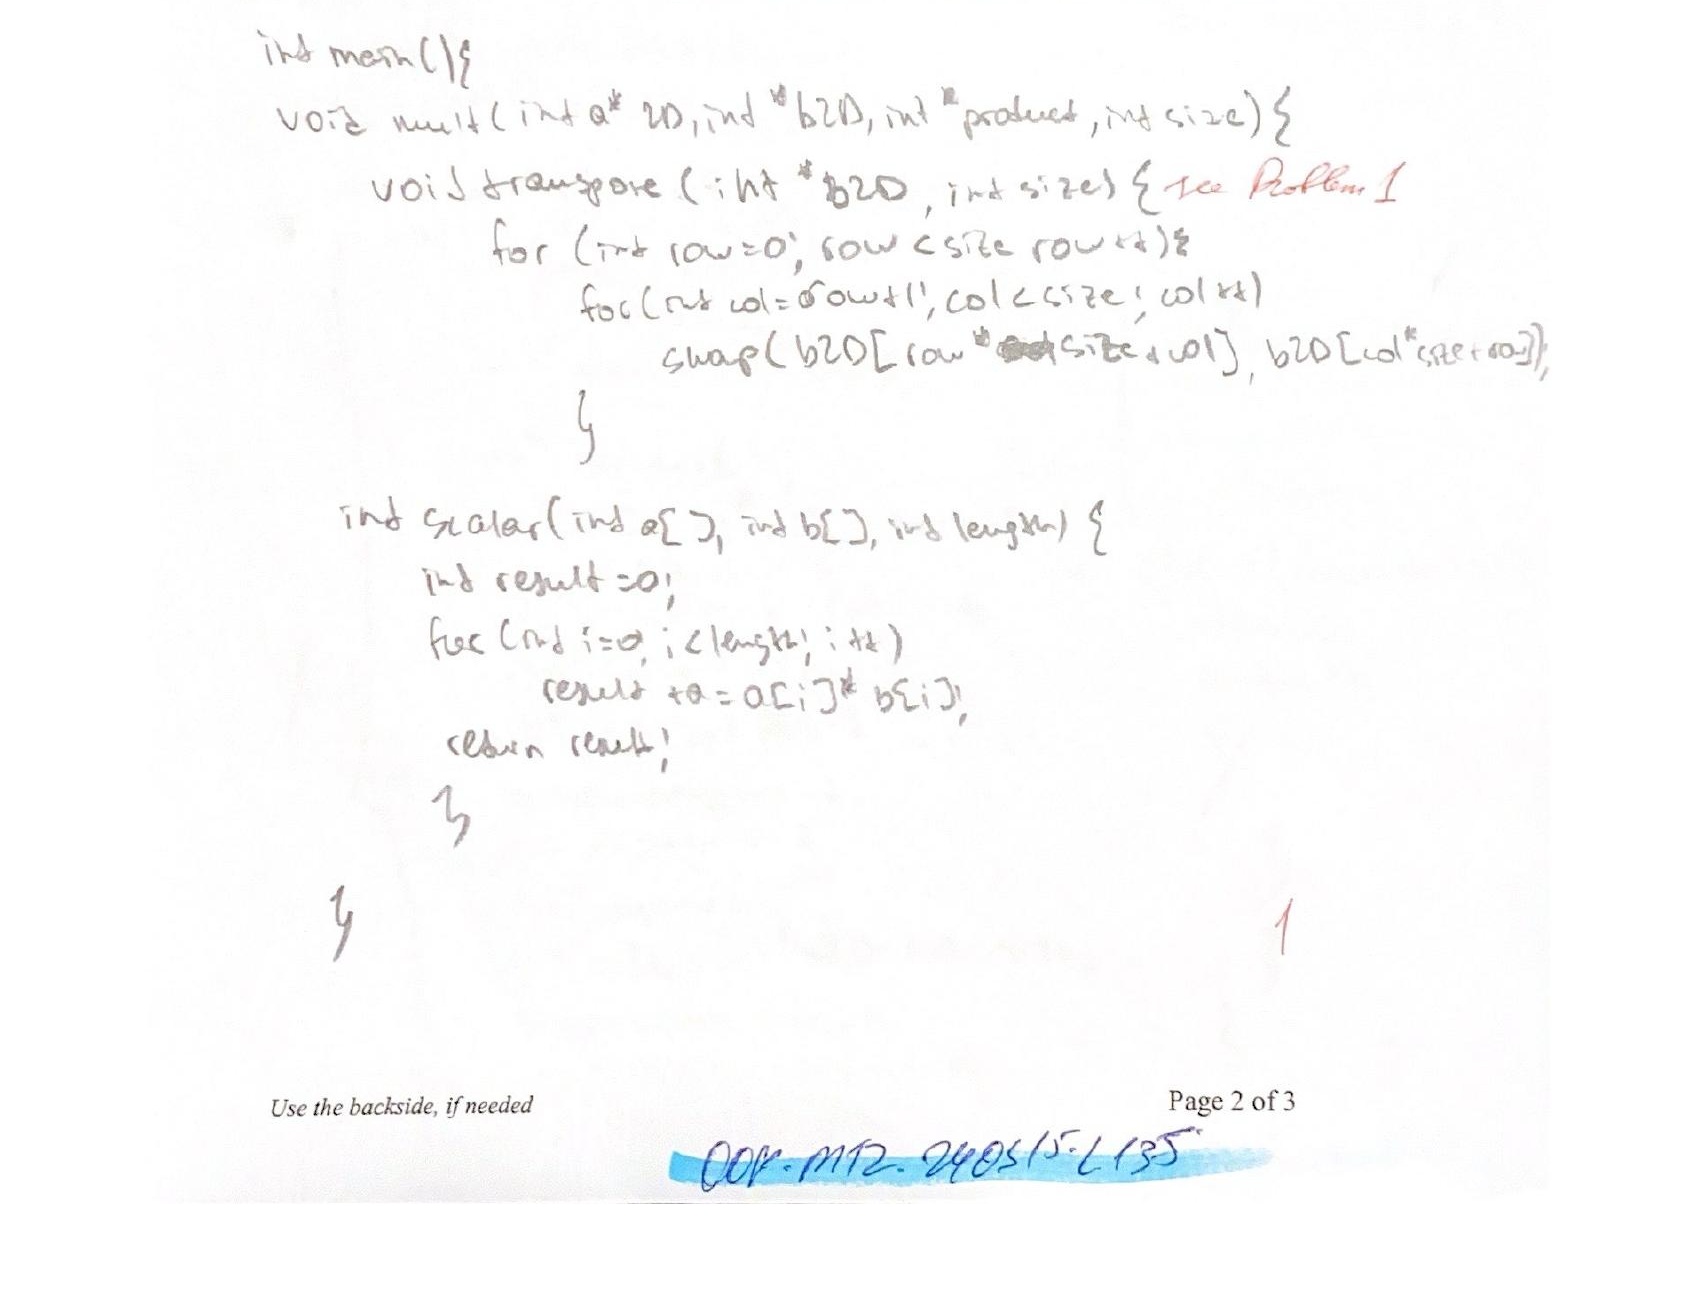 int main(){
void mult(int a* 2D, int *b2D, int *product, int size){
void transpose (int *b2D, int size) { see Problem 1
for (int row=0; row < size row++){
for(int col=row+1; col<size; col++)
swap(b2D[row * size + col], b2D[col*size+row]);
}
int scalar(int a[], int b[], int length) {
int result =0;
for (int i=0, i<length; i++)
result += a[i]* b[i];
return result;
}
}
1
Use the backside, if needed
Page 2 of 3
OOP.MT2.240515.L135